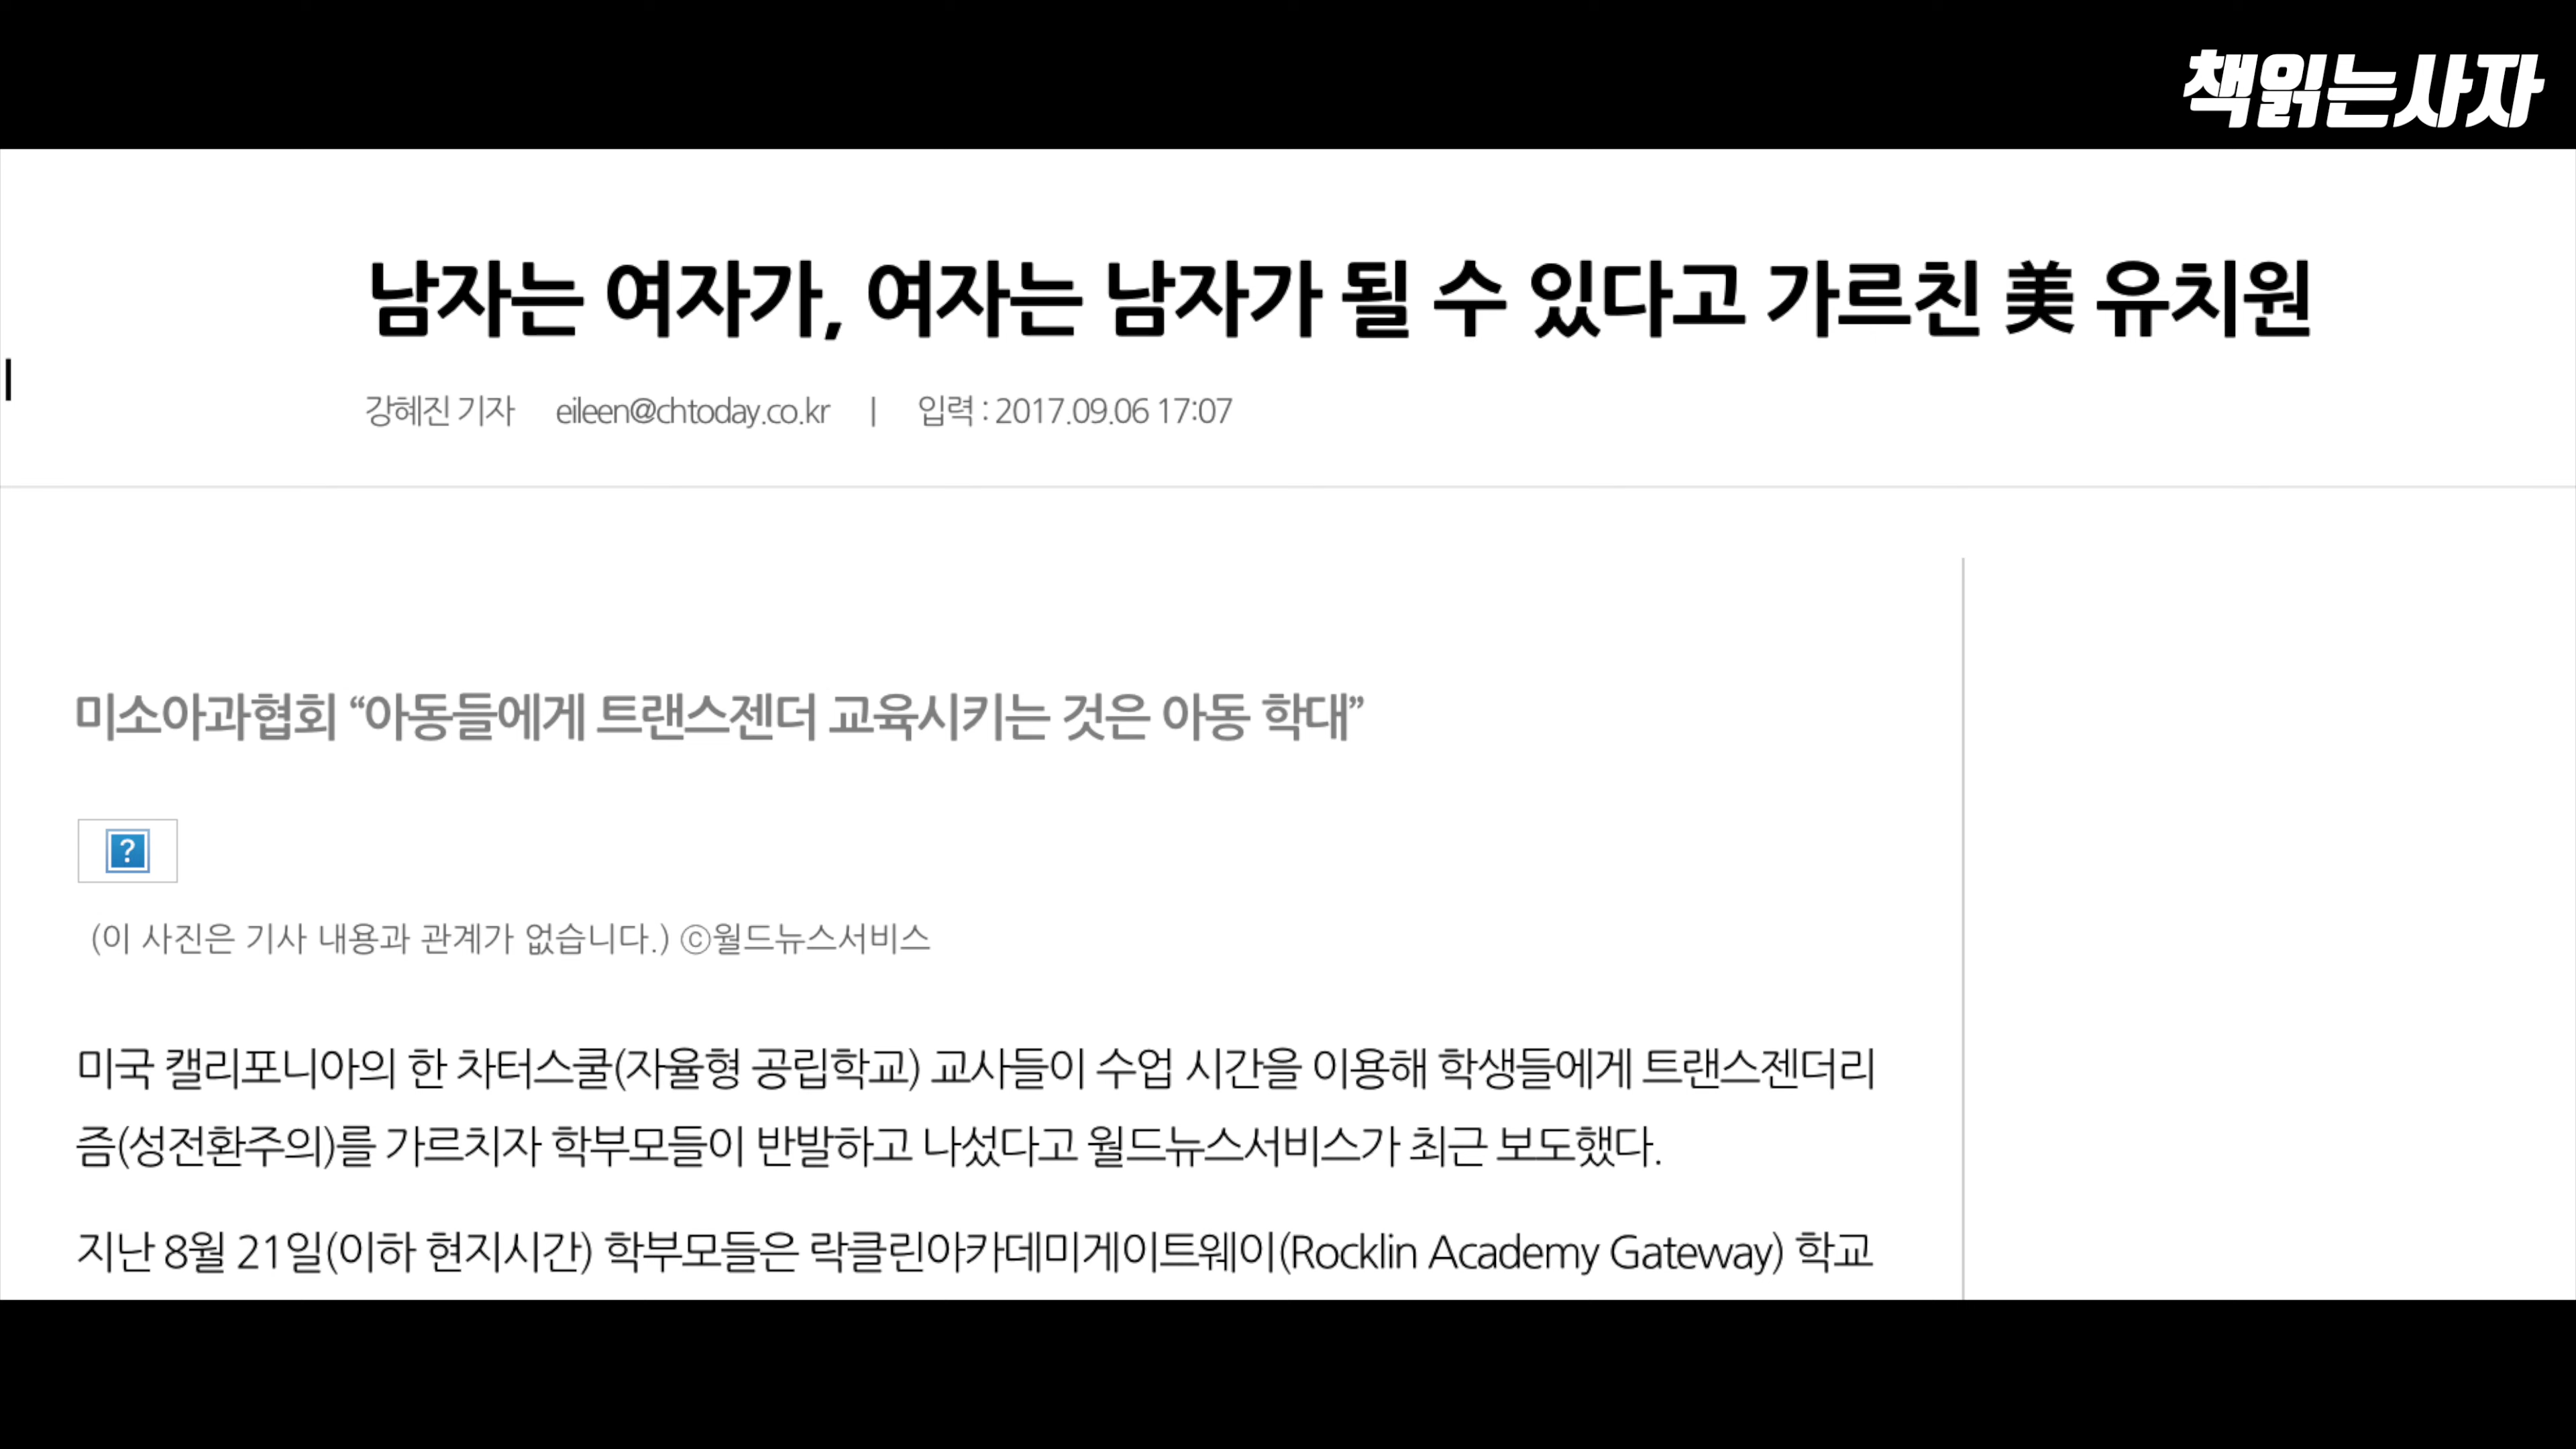 책읽는사자
남자는 여자가, 여자는 남자가 될 수 있다고 가르친 美 유치원
강혜진 기자 eileen@chtoday.co.kr | 입력 : 2017.09.06 17:07
미소아과협회 “아동들에게 트랜스젠더 교육시키는 것은 아동 학대”
(이 사진은 기사 내용과 관계가 없습니다.) ⓒ월드뉴스서비스
미국 캘리포니아의 한 차터스쿨(자율형 공립학교) 교사들이 수업 시간을 이용해 학생들에게 트랜스젠더리
즘(성전환주의)를 가르치자 학부모들이 반발하고 나섰다고 월드뉴스서비스가 최근 보도했다.
지난 8월 21일(이하 현지시간) 학부모들은 락클린아카데미게이트웨이(Rocklin Academy Gateway) 학교